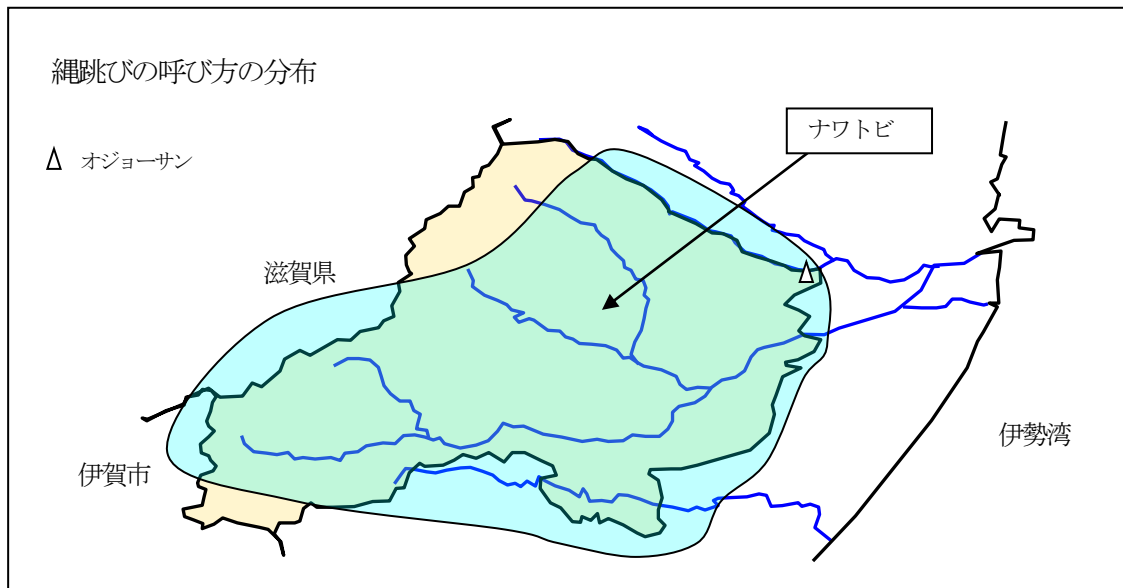 縄跳びの呼び方の分布
ナワトビ
△ オジョーサン
滋賀県
伊勢湾
伊賀市